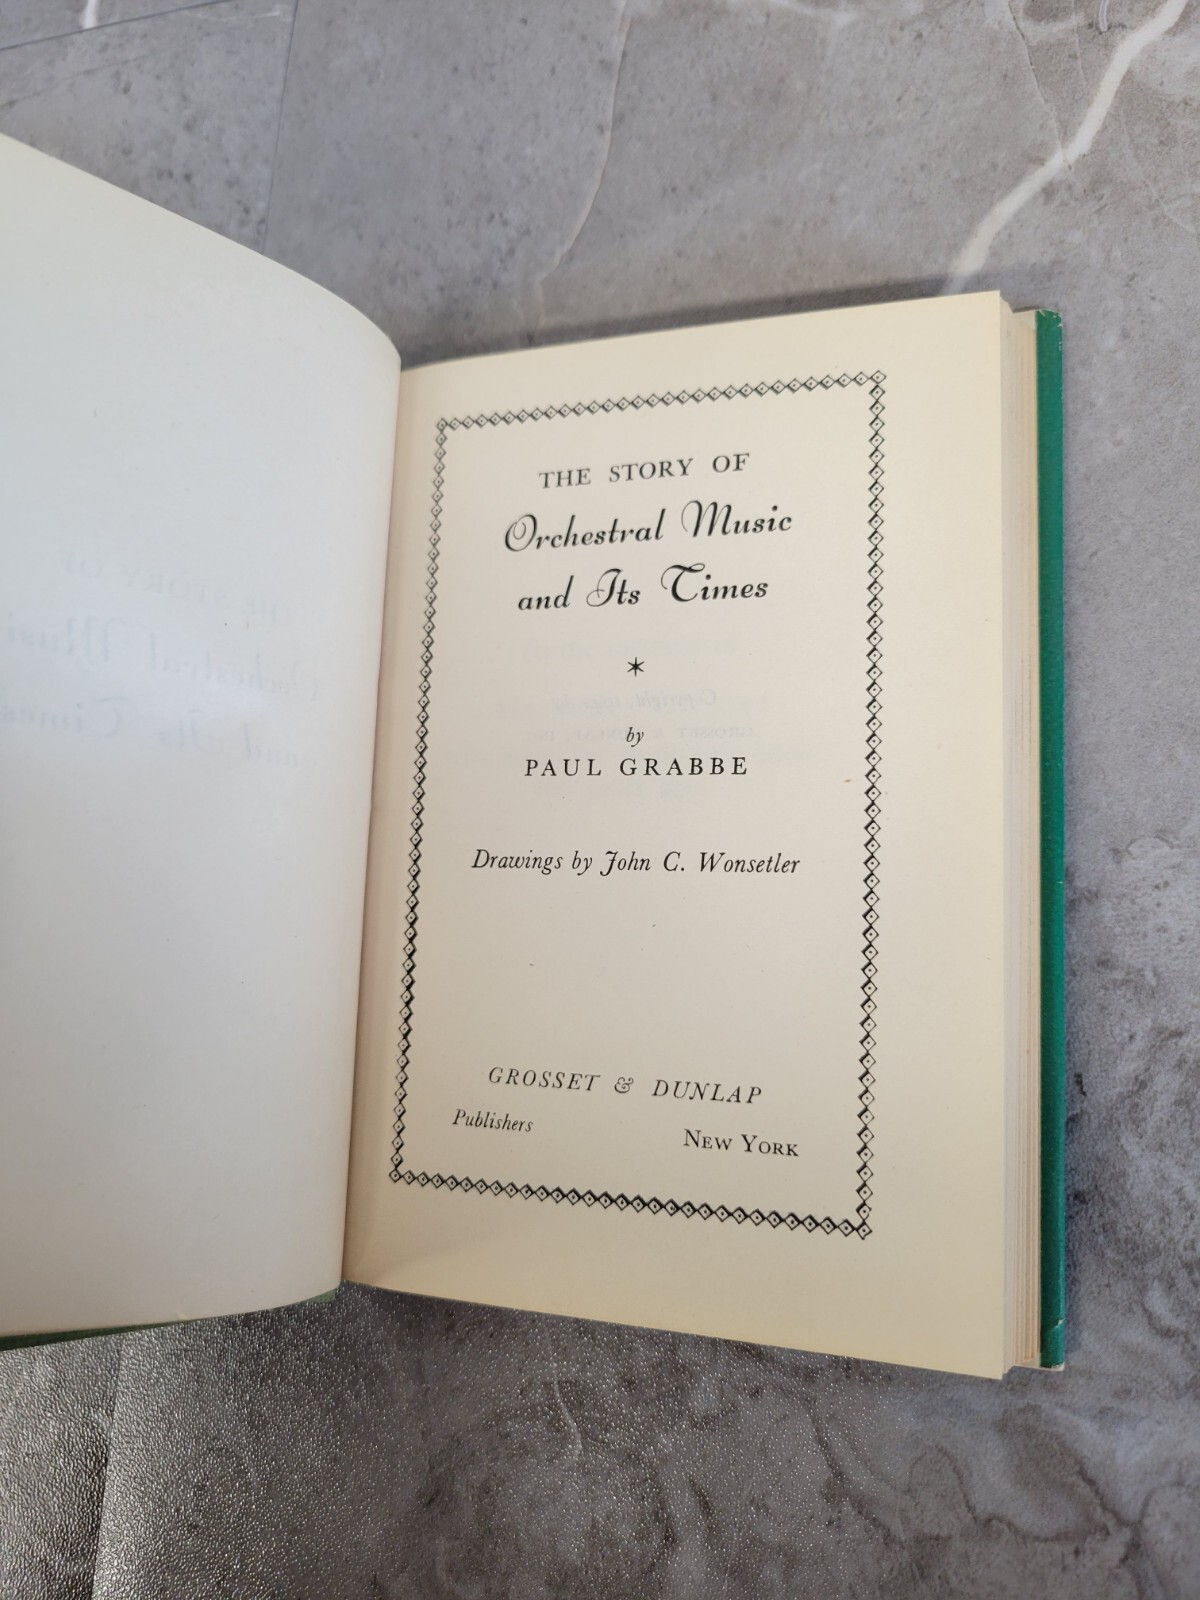 THE STORY OF
Orchestral Music
and Its Times
*
by
PAUL GRABBE
Drawings by John C. Wonsetler
GROSSET & DUNLAP
Publishers
NEW YORK